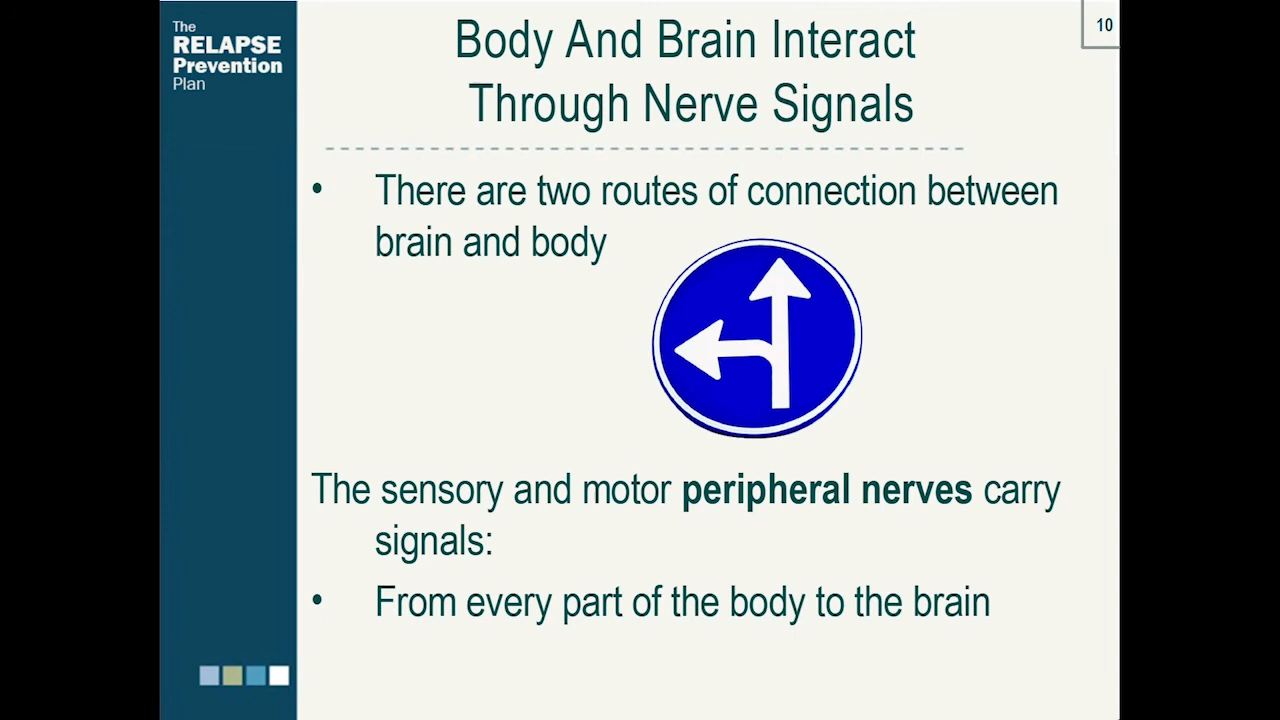 The
RELAPSE
Prevention
Plan
10
Body And Brain Interact
Through Nerve Signals
• There are two routes of connection between
brain and body
The sensory and motor peripheral nerves carry
signals:
• From every part of the body to the brain